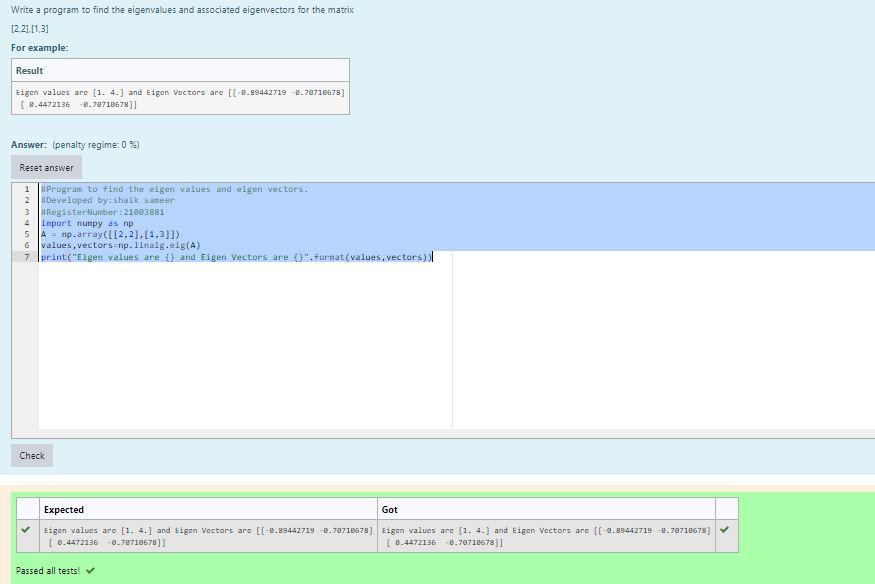 Write a program to find the eigenvalues and associated eigenvectors for the matrix
[2,2],[1,3]
For example:
Result
Eigen values are [1. 4.] and Eigen Vectors are [[-0.89442719 -0.70710678]
[ 0.4472136  -0.70710678]]
Answer: (penalty regime: 0 %)
Reset answer
1 #Program to find the eigen values and eigen vectors.
2 #Developed by:shaik sameer
3 #RegisterNumber:21003881
4 import numpy as np
5 A = np.array([[2,2],[1,3]])
6 values,vectors=np.linalg.eig(A)
7 print("Eigen values are {} and Eigen Vectors are {}".format(values,vectors))
Check
Expected Got
Eigen values are [1. 4.] and Eigen Vectors are [[-0.89442719 -0.70710678] Eigen values are [1. 4.] and Eigen Vectors are [[-0.89442719 -0.70710678]
[ 0.4472136  -0.70710678]] [ 0.4472136  -0.70710678]]
Passed all tests!